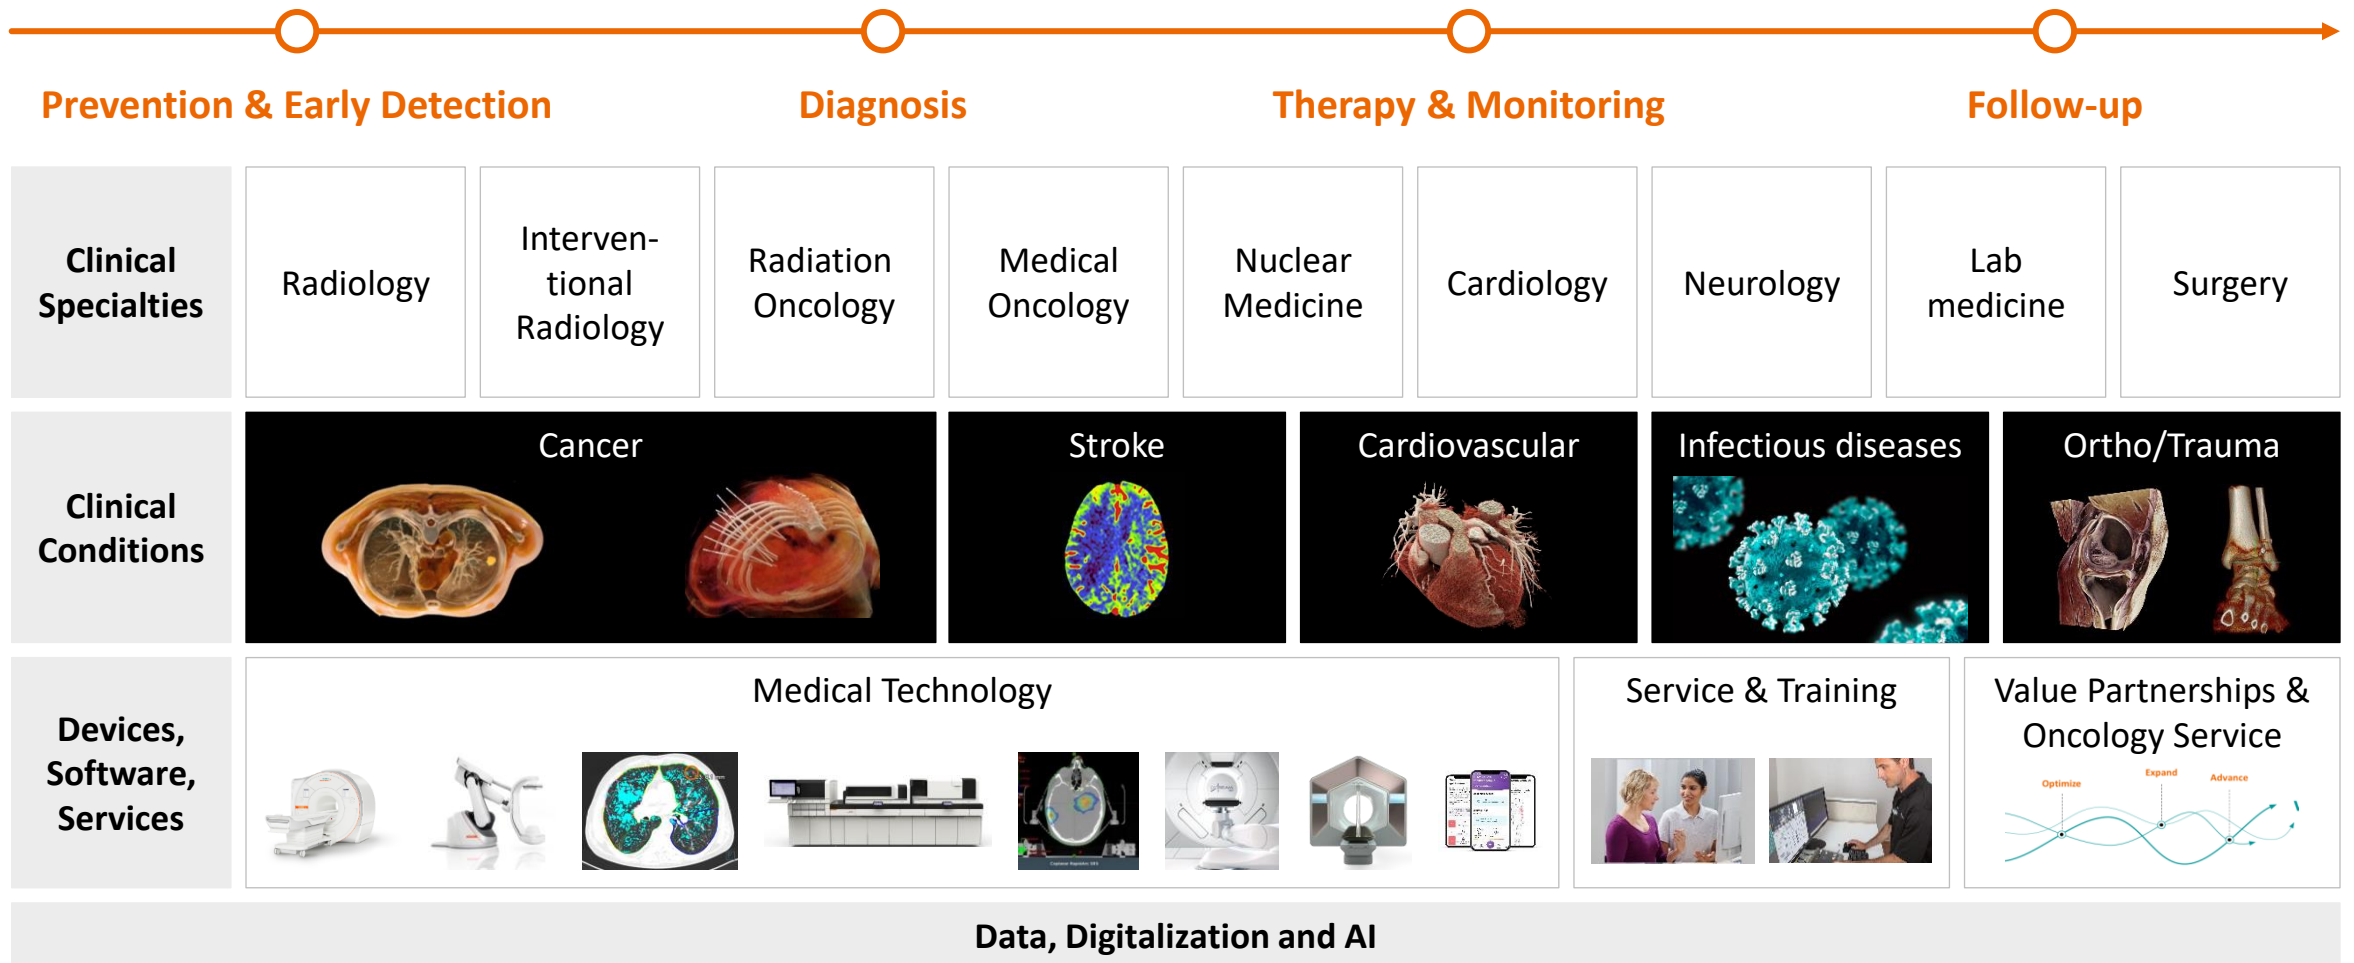 Prevention & Early Detection
Diagnosis
Therapy & Monitoring
Follow-up
Clinical
Specialties
Radiology
Interven-
tional
Radiology
Radiation
Oncology
Medical
Oncology
Nuclear
Medicine
Cardiology
Neurology
Lab
medicine
Surgery
Clinical
Conditions
Cancer
Stroke
Cardiovascular
Infectious diseases
Ortho/Trauma
Devices,
Software,
Services
Medical Technology
Service & Training
Value Partnerships &
Oncology Service
Optimize
Expand
Advance
Data, Digitalization and AI